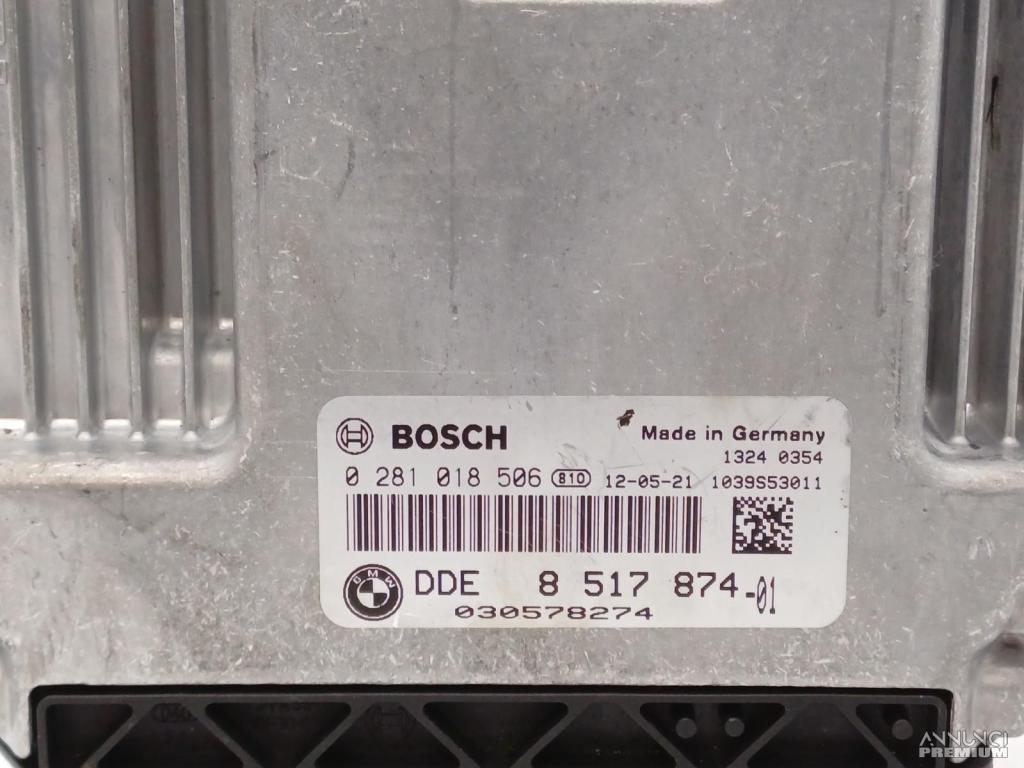 BOSCH
Made in Germany
1324 0354
0 281 018 506 810 12-05-21 1039S53011
BMW DDE 8 517 874-01
030578274
ANNUNCI
PREMIUM